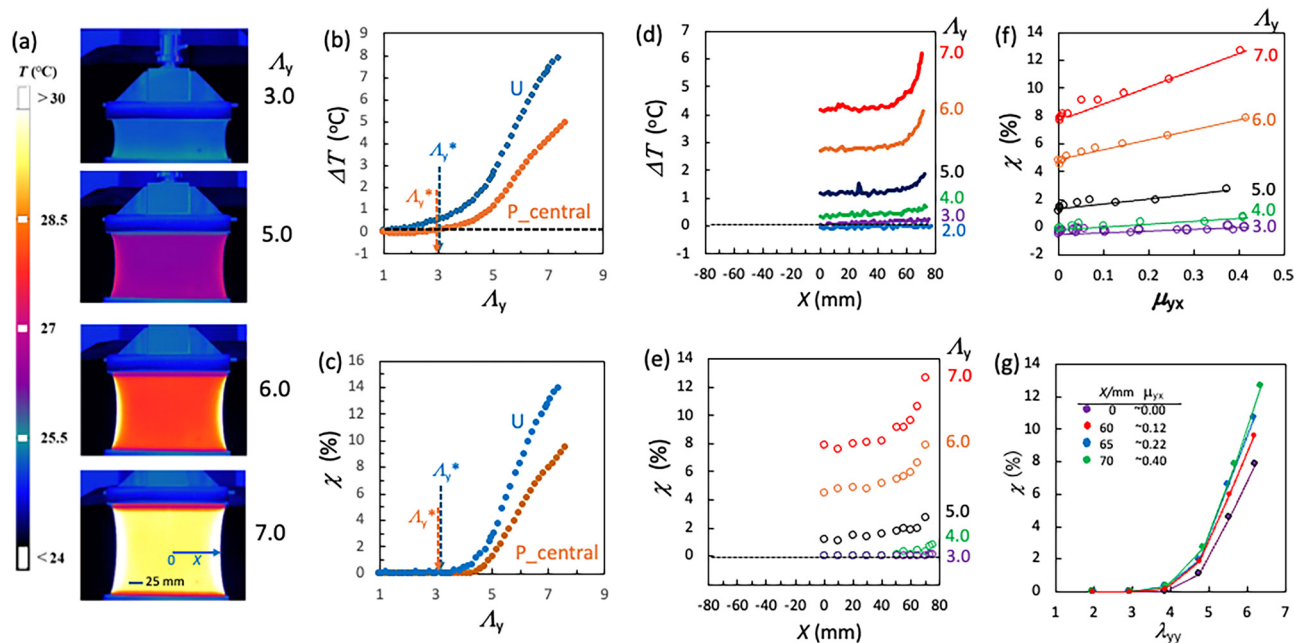 (a)
T (°C)
> 30
28.5
27
25.5
< 24
Λy
3.0
5.0
6.0
7.0
0 X
25 mm
(b)
ΔT (°C)
9
8
7
6
5
4
3
2
1
0
-1
U
Λy*
Λy*
P_central
1 3 5 7 9
Λy
(c)
χ (%)
16
14
12
10
8
6
4
2
0
U
Λy*
Λy*
P_central
1 3 5 7 9
Λy
(d)
ΔT (°C)
7
6
5
4
3
2
1
0
-1
Λy
7.0
6.0
5.0
4.0
3.0
2.0
-80 -60 -40 -20 0 20 40 60 80
X (mm)
(e)
χ (%)
14
12
10
8
6
4
2
0
Λy
7.0
6.0
5.0
4.0
3.0
-80 -60 -40 -20 0 20 40 60 80
X (mm)
(f)
χ (%)
14
12
10
8
6
4
2
0
-2
Λy
7.0
6.0
5.0
4.0
3.0
0 0.1 0.2 0.3 0.4 0.5
μyx
(g)
χ (%)
14
12
10
8
6
4
2
0
X/mm μyx
0 ~0.00
60 ~0.12
65 ~0.22
70 ~0.40
1 2 3 4 5 6 7
λyy